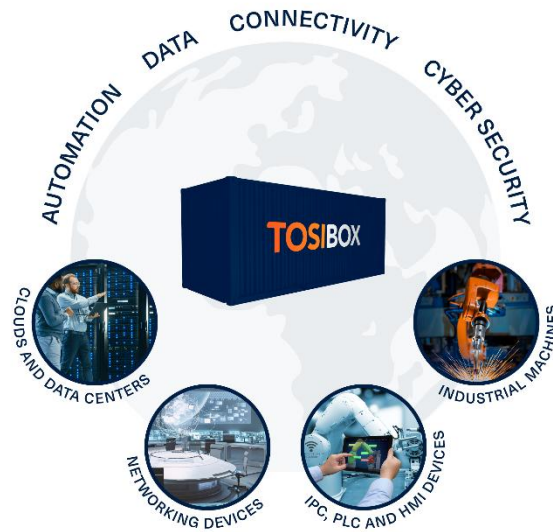 AUTOMATION DATA CONNECTIVITY CYBER SECURITY
TOSIBOX
CLOUDS AND DATA CENTERS
NETWORKING DEVICES
IPC, PLC AND HMI DEVICES
INDUSTRIAL MACHINES